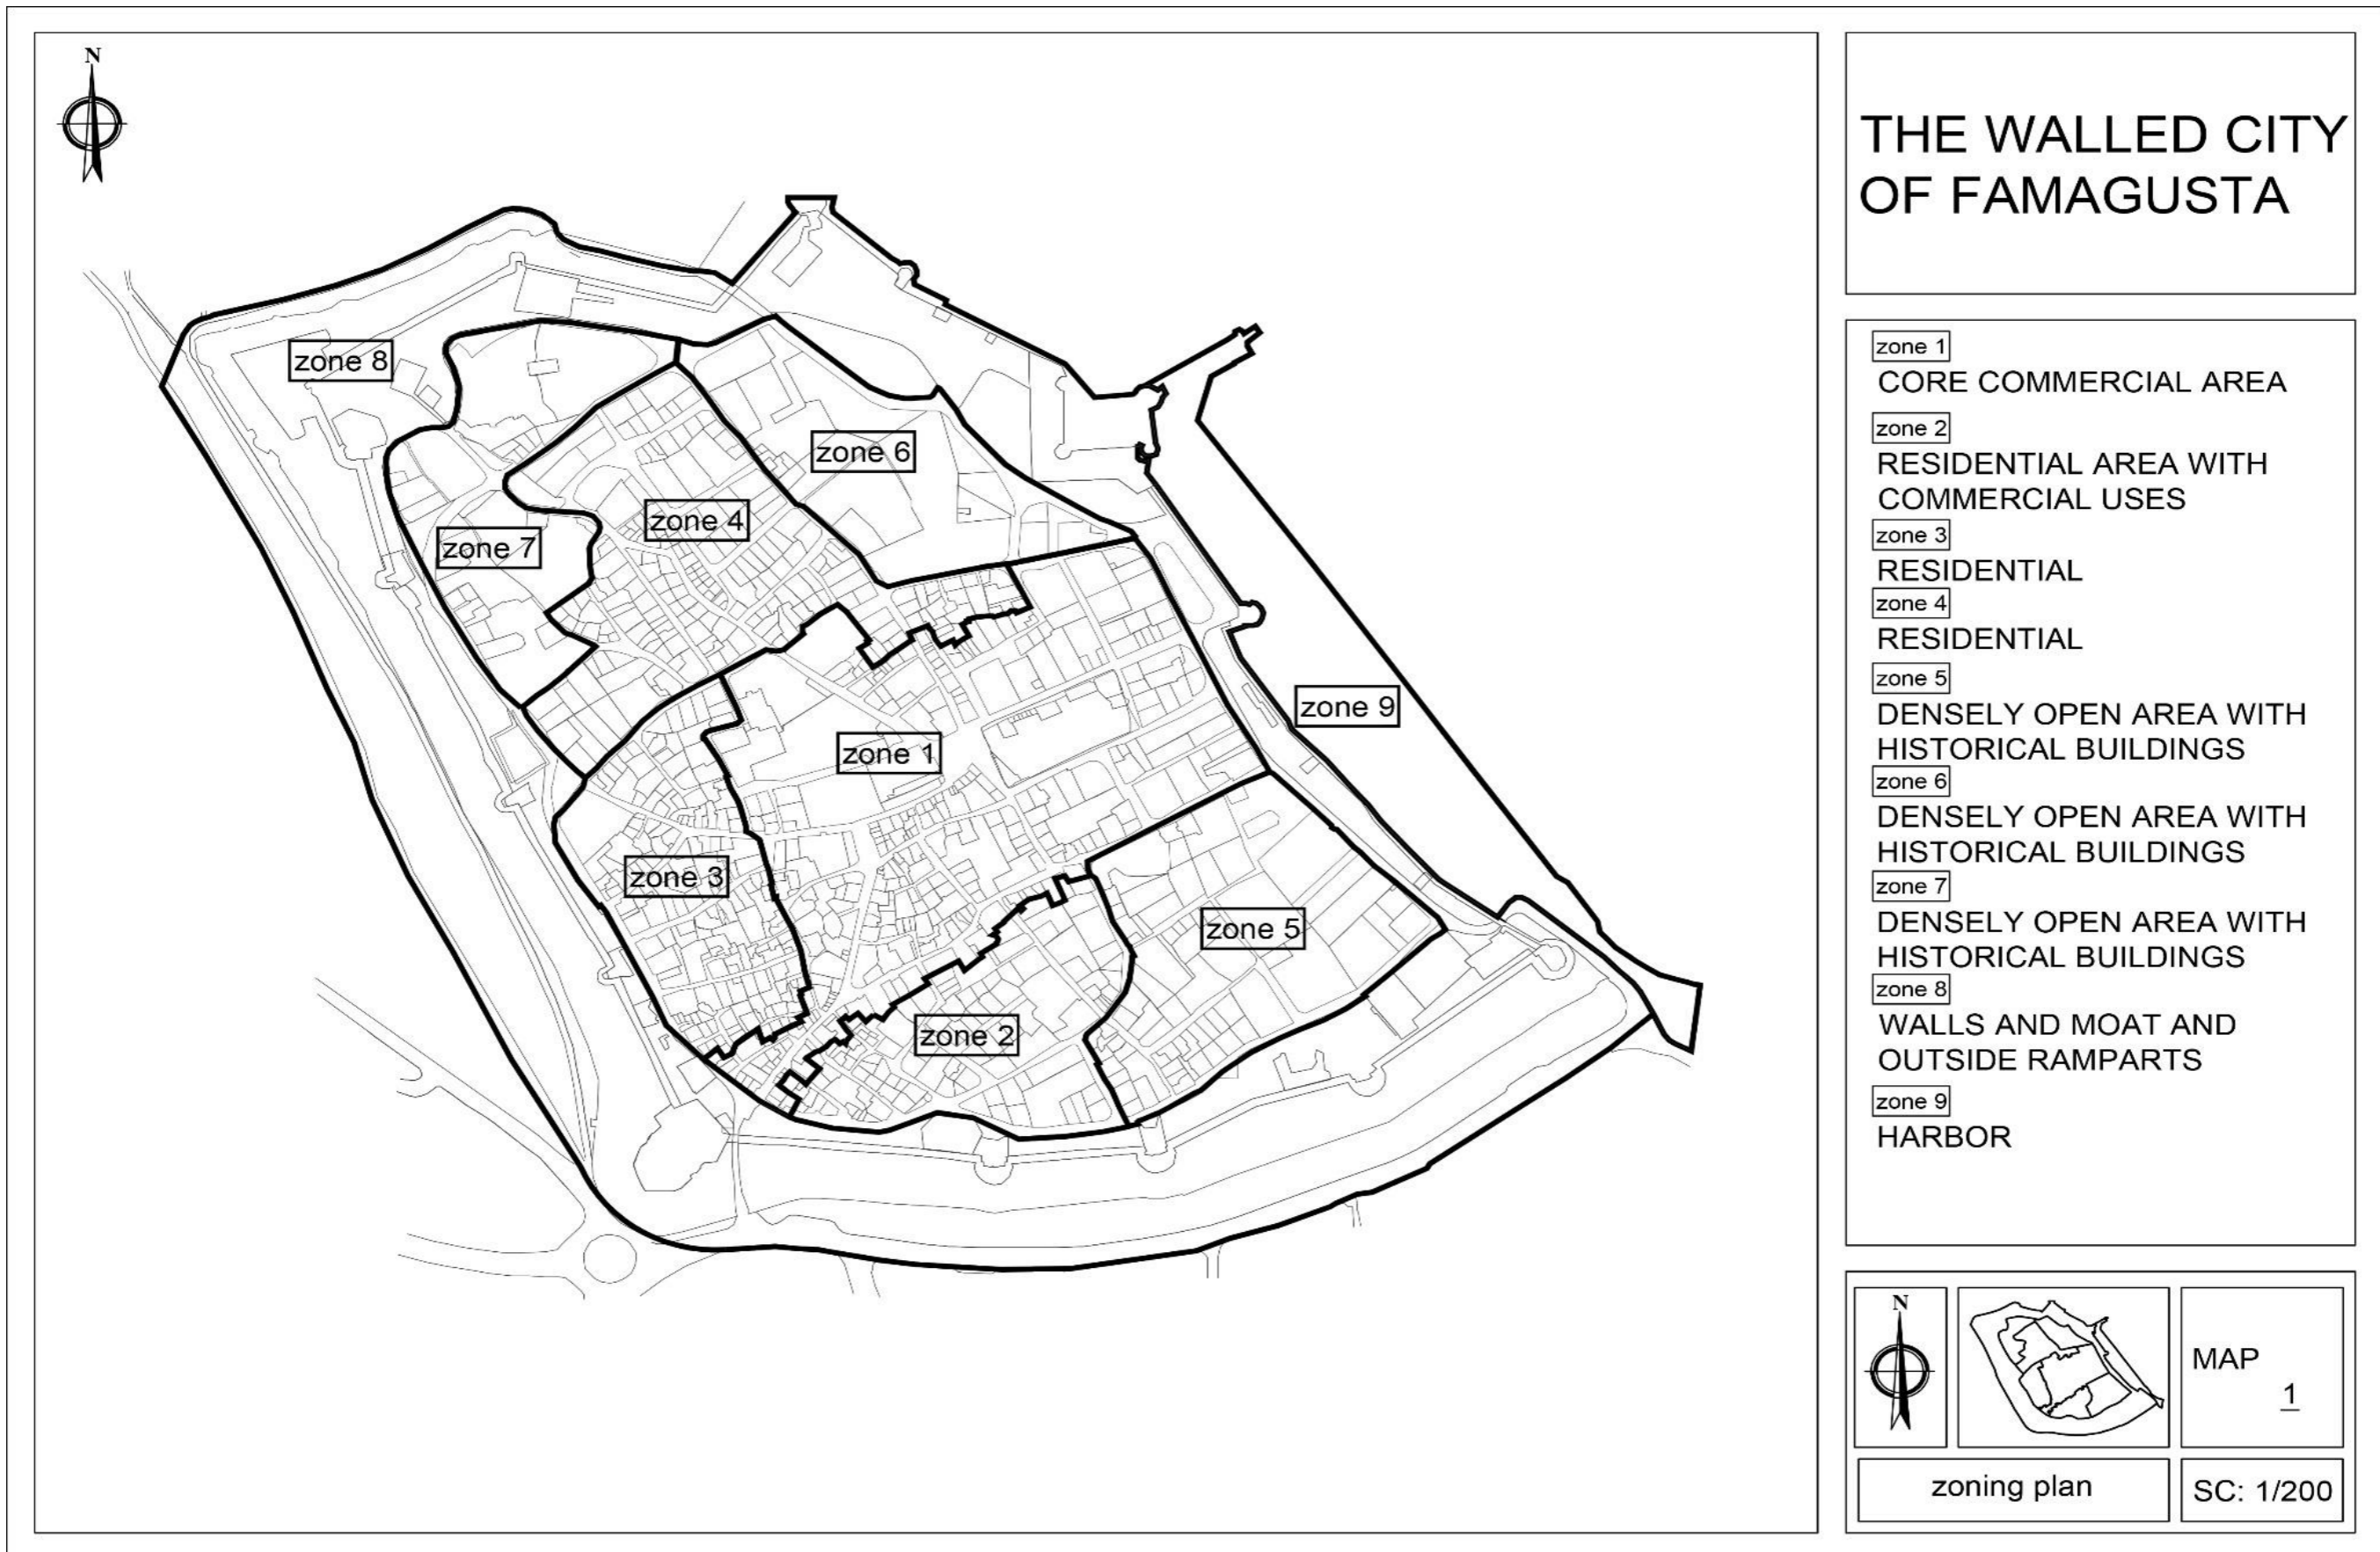 N
zone 8
zone 6
zone 4
zone 7
zone 9
zone 1
zone 3
zone 5
zone 2
THE WALLED CITY
OF FAMAGUSTA
zone 1
CORE COMMERCIAL AREA
zone 2
RESIDENTIAL AREA WITH
COMMERCIAL USES
zone 3
RESIDENTIAL
zone 4
RESIDENTIAL
zone 5
DENSELY OPEN AREA WITH
HISTORICAL BUILDINGS
zone 6
DENSELY OPEN AREA WITH
HISTORICAL BUILDINGS
zone 7
DENSELY OPEN AREA WITH
HISTORICAL BUILDINGS
zone 8
WALLS AND MOAT AND
OUTSIDE RAMPARTS
zone 9
HARBOR
N
MAP
1
zoning plan
SC: 1/200